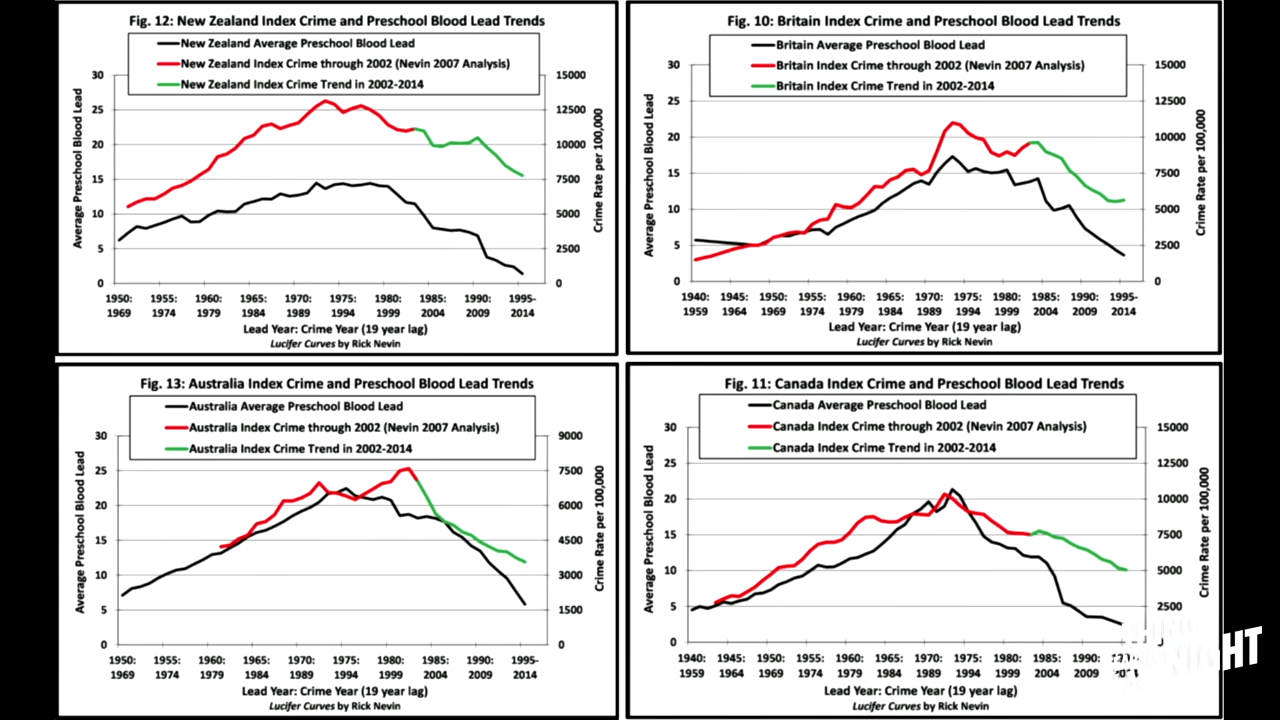 Fig. 12: New Zealand Index Crime and Preschool Blood Lead Trends
New Zealand Average Preschool Blood Lead
New Zealand Index Crime through 2002 (Nevin 2007 Analysis)
New Zealand Index Crime Trend in 2002-2014
Average Preschool Blood Lead
30
25
20
15
10
5
0
15000
12500
10000
7500
5000
2500
0
Crime Rate per 100,000
1950: 1955: 1960: 1965: 1970: 1975: 1980: 1985: 1990: 1995-
1969 1974 1979 1984 1989 1994 1999 2004 2009 2014
Lead Year: Crime Year (19 year lag)
Lucifer Curves by Rick Nevin
Fig. 10: Britain Index Crime and Preschool Blood Lead Trends
Britain Average Preschool Blood Lead
Britain Index Crime through 2002 (Nevin 2007 Analysis)
Britain Index Crime Trend in 2002-2014
Average Preschool Blood Lead
30
25
20
15
10
5
0
15000
12500
10000
7500
5000
2500
0
Crime Rate per 100,000
1940: 1945: 1950: 1955: 1960: 1965: 1970: 1975: 1980: 1985: 1990: 1995-
1959 1964 1969 1974 1979 1984 1989 1994 1999 2004 2009 2014
Lead Year: Crime Year (19 year lag)
Lucifer Curves by Rick Nevin
Fig. 13: Australia Index Crime and Preschool Blood Lead Trends
Australia Average Preschool Blood Lead
Australia Index Crime through 2002 (Nevin 2007 Analysis)
Australia Index Crime Trend in 2002-2014
Average Preschool Blood Lead
30
25
20
15
10
5
0
9000
7500
6000
4500
3000
1500
0
Crime Rate per 100,000
1950: 1955: 1960: 1965: 1970: 1975: 1980: 1985: 1990: 1995-
1969 1974 1979 1984 1989 1994 1999 2004 2009 2014
Lead Year: Crime Year (19 year lag)
Lucifer Curves by Rick Nevin
Fig. 11: Canada Index Crime and Preschool Blood Lead Trends
Canada Average Preschool Blood Lead
Canada Index Crime through 2002 (Nevin 2007 Analysis)
Canada Index Crime Trend in 2002-2014
Average Preschool Blood Lead
30
25
20
15
10
5
0
15000
12500
10000
7500
5000
2500
Crime Rate per 100,000
1940: 1945: 1950: 1955: 1960: 1965: 1970: 1975: 1980: 1985: 1990:
1959 1964 1969 1974 1979 1984 1989 1994 1999 2004 2009
Lead Year: Crime Year (19 year lag)
Lucifer Curves by Rick Nevin